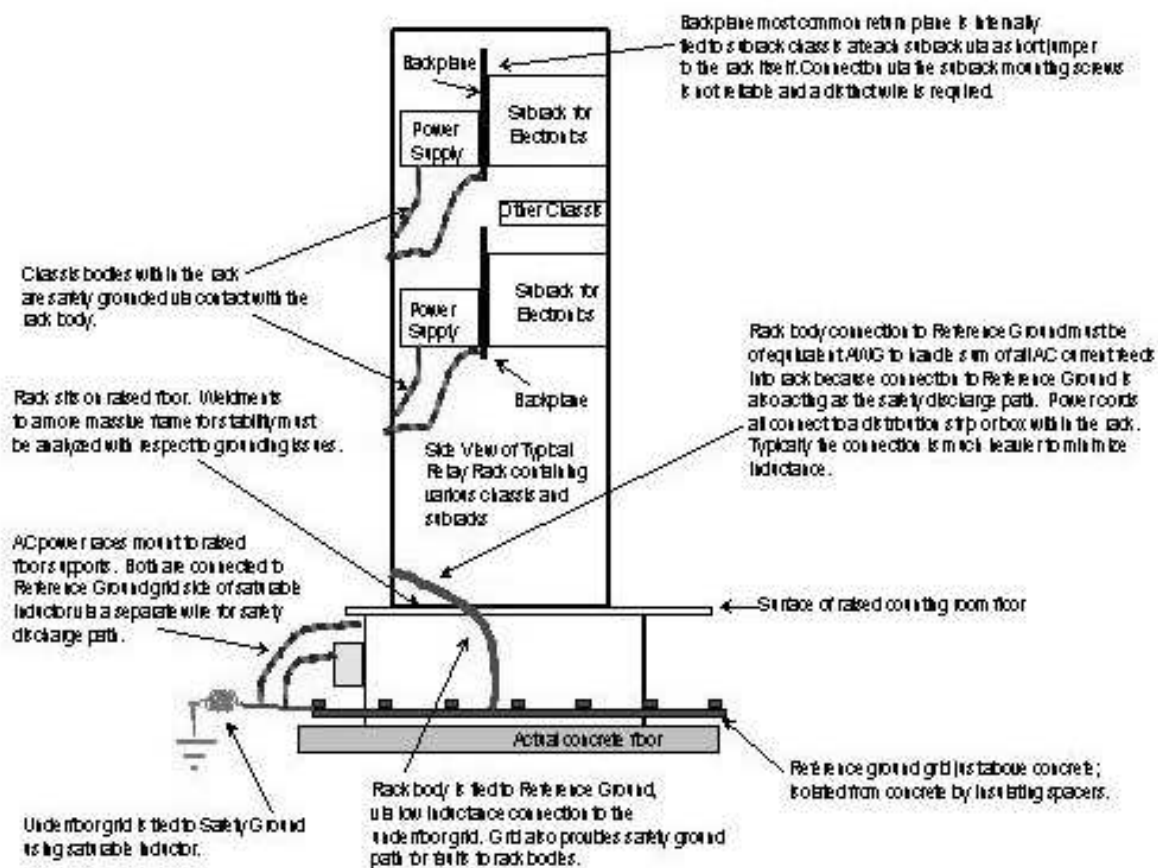 Backplane most common return plane is internally
tied to subrack chassis at each subrack via a short jumper
to the rack itself. Connection via the subrack mounting screws
is not reliable and a distinct wire is required.
Backplane
Subrack for
Electronics
Power
Supply
Other Chassis
Chassis bodies within the rack
are safety grounded via contact with the
rack body.
Subrack for
Electronics
Power
Supply
Backplane
Rack body connection to Reference Ground must be
of equivalent AWG to handle sum of all AC current feeds
into rack because connection to Reference Ground is
also acting as the safety discharge path. Power cords
all connect to a distribution strip or box within the rack.
Typically the connection is much heavier to minimize
inductance.
Rack sits on raised floor. Weldments
to a more massive frame for stability must
be analyzed with respect to grounding issues.
Side View of Typical
Relay Rack containing
various chassis and
subracks
AC power races mount to raised
floor supports. Both are connected to
Reference Ground grid side of saturable
inductor via a separate wire for safety
discharge path.
Surface of raised counting room floor
Actual concrete floor
Reference ground grid just above concrete;
isolated from concrete by insulating spacers.
Rack body is tied to Reference Ground,
via low inductance connection to the
underfloor grid. Grid also provides safety ground
path for faults to rack bodies.
Underfloor grid is tied to Safety Ground
using saturable inductor.